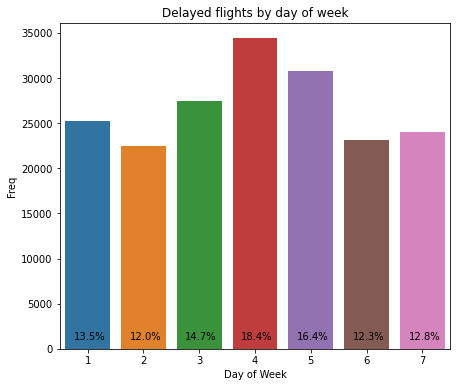 Delayed flights by day of week
Freq
35000
30000
25000
20000
15000
10000
5000
0
13.5% 12.0% 14.7% 18.4% 16.4% 12.3% 12.8%
1 2 3 4 5 6 7
Day of Week